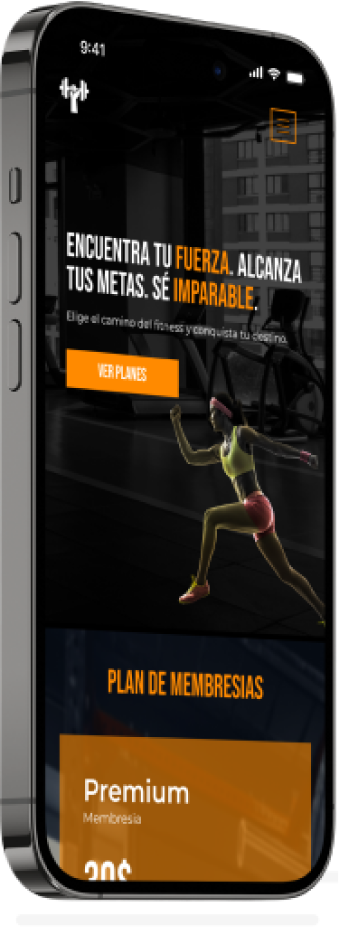 9:41
ENCUENTRA TU FUERZA. ALCANZA
TUS METAS. SÉ IMPARABLE.
Elige el camino del fitness y conquista tu destino.
VER PLANES
PLAN DE MEMBRESIAS
Premium
Membresia
30$